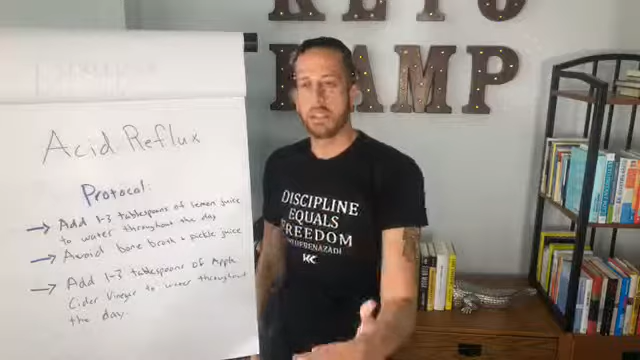 KETO
KAMP
Acid Reflux
Protocol:
→ Add 1-3 tablespoons of lemon juice
to water throughout the day
→ Avoid bone broth + pickle juice
→ Add 1-3 tablespoons of Apple
Cider Vinegar to water throughout
the day.
DISCIPLINE
EQUALS
FREEDOM
KK